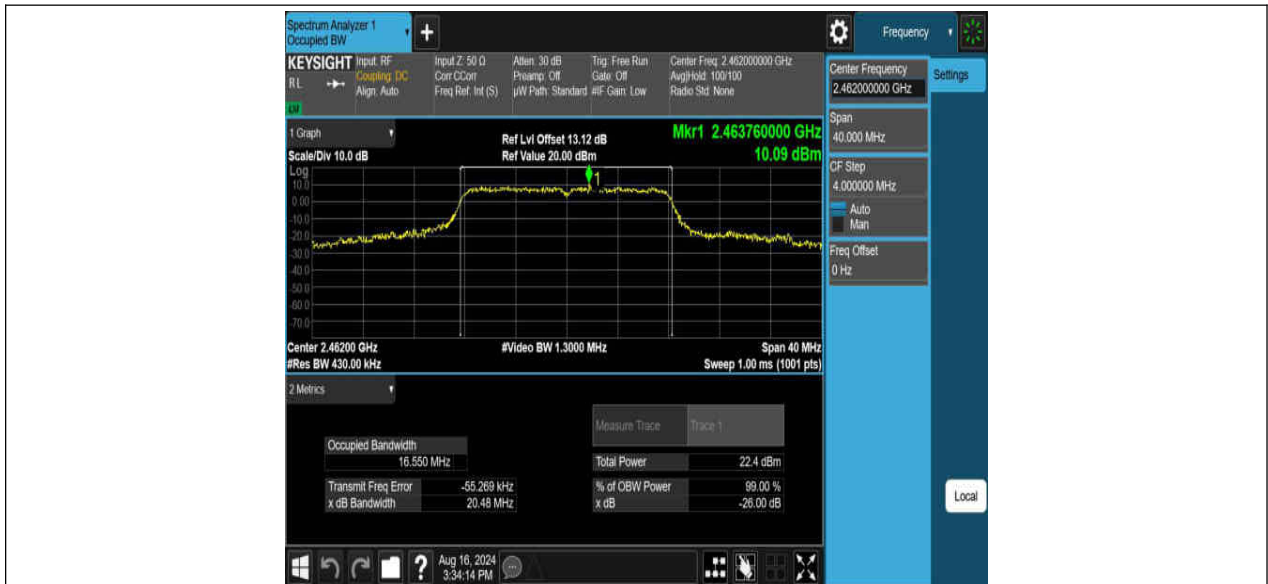 Spectrum Analyzer 1
Occupied BW
+
Frequency
KEYSIGHT
RL
Input: RF
Coupling: DC
Align: Auto
Input Z: 50 Ω
Corr CCorr
Freq Ref: Int (S)
Atten: 30 dB
Preamp: Off
µW Path: Standard
Trig: Free Run
Gate: Off
#IF Gain: Low
Center Freq: 2.462000000 GHz
Avg|Hold: 100/100
Radio Std: None
1 Graph
Scale/Div 10.0 dB
Ref Lvl Offset 13.12 dB
Ref Value 20.00 dBm
Mkr1 2.463760000 GHz
10.09 dBm
Log
10.0
0.00
-10.0
-20.0
-30.0
-40.0
-50.0
-60.0
-70.0
1
Center 2.46200 GHz
#Res BW 430.00 kHz
#Video BW 1.3000 MHz
Span 40 MHz
Sweep 1.00 ms (1001 pts)
2 Metrics
Measure Trace
Trace 1
Occupied Bandwidth
16.550 MHz
Total Power
22.4 dBm
Transmit Freq Error
-55.269 kHz
% of OBW Power
99.00 %
x dB Bandwidth
20.48 MHz
x dB
-26.00 dB
Center Frequency
2.462000000 GHz
Settings
Span
40.000 MHz
CF Step
4.000000 MHz
Auto
Man
Freq Offset
0 Hz
Local
?
Aug 16, 2024
3:34:14 PM